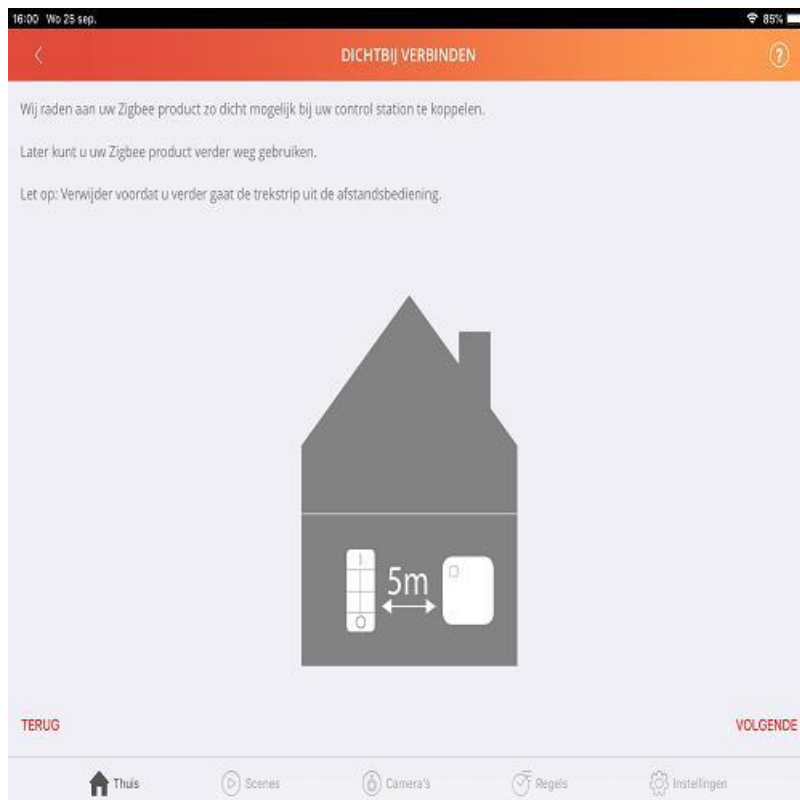 16:00 Wo 25 sep.
85%
DICHTBIJ VERBINDEN
?
Wij raden aan uw Zigbee product zo dicht mogelijk bij uw control station te koppelen.
Later kunt u uw Zigbee product verder weg gebruiken.
Let op: Verwijder voordat u verder gaat de trekstrip uit de afstandsbediening.
5m
TERUG
VOLGENDE
Thuis
Scenes
Camera's
Regels
Instellingen